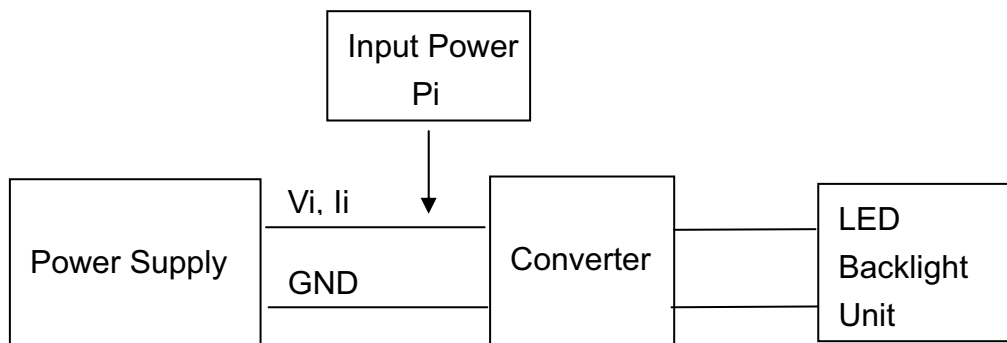 Input Power
Pi
Vi, Ii
Power Supply
GND
Converter
LED
Backlight
Unit